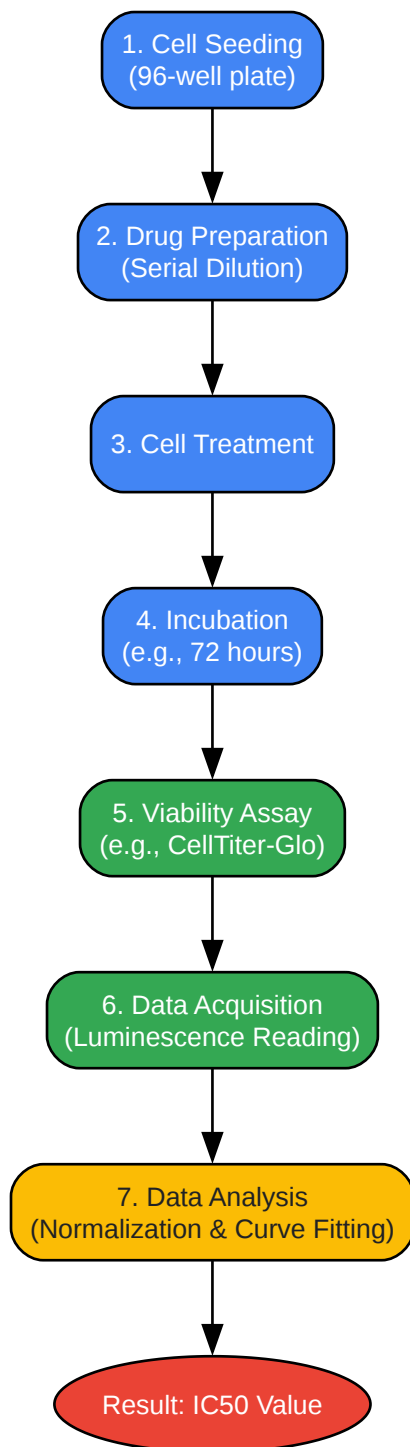 1. Cell Seeding
(96-well plate)
2. Drug Preparation
(Serial Dilution)
3. Cell Treatment
4. Incubation
(e.g., 72 hours)
5. Viability Assay
(e.g., CellTiter-Glo)
6. Data Acquisition
(Luminescence Reading)
7. Data Analysis
(Normalization & Curve Fitting)
Result: IC50 Value